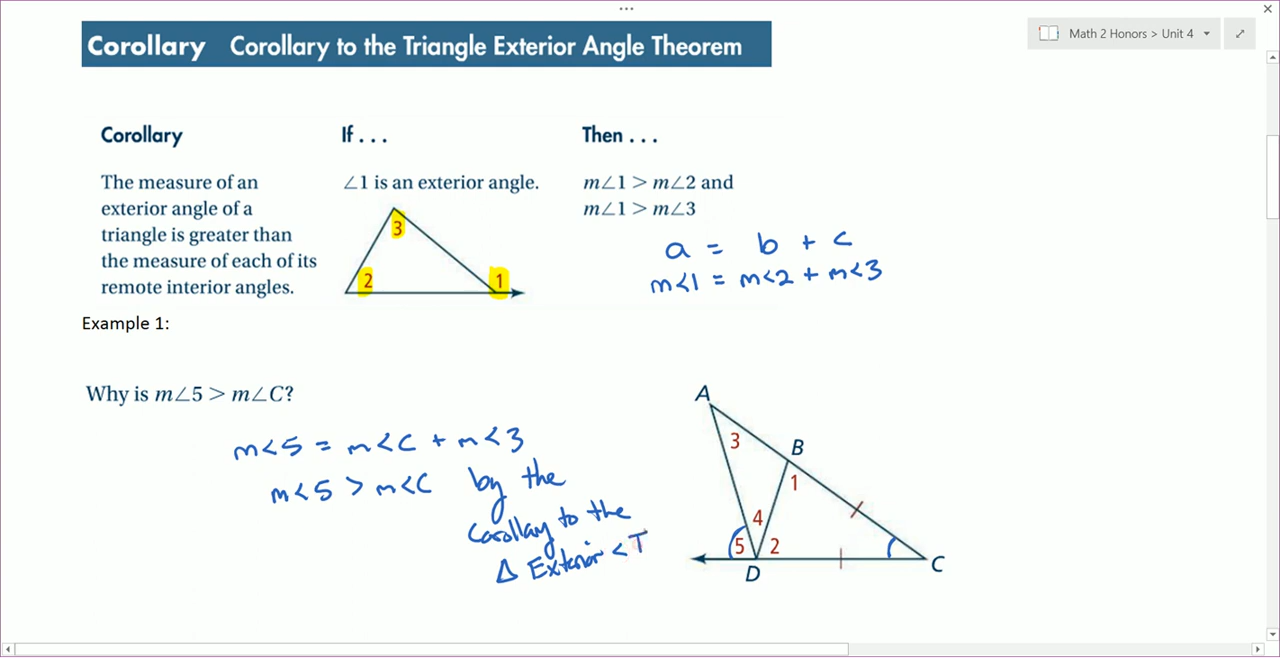 Math 2 Honors > Unit 4
Corollary Corollary to the Triangle Exterior Angle Theorem
Corollary If . . . Then . . .
The measure of an ∠1 is an exterior angle. m∠1 > m∠2 and
exterior angle of a m∠1 > m∠3
triangle is greater than
the measure of each of its
remote interior angles.
3
2
1
a = b + c
m<1 = m<2 + m<3
Example 1:
Why is m∠5 > m∠C?
m<5 = m<C + m<3
m<5 > m<C by the
Corollary to the
Δ Exterior < T
A
3
B
1
4
5
2
D
C